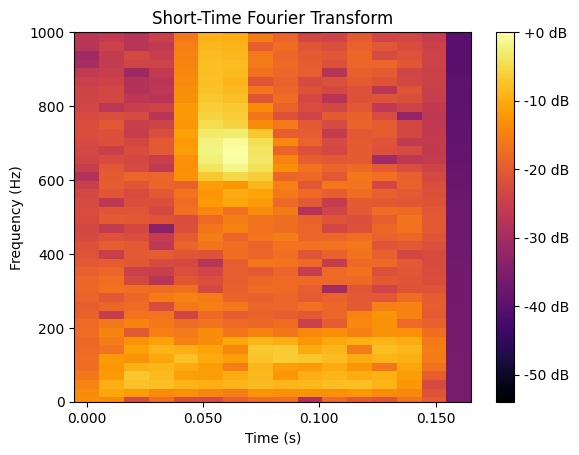 Short-Time Fourier Transform
Frequency (Hz)
1000
800
600
400
200
0
0.000
0.050
0.100
0.150
Time (s)
+0 dB
-10 dB
-20 dB
-30 dB
-40 dB
-50 dB